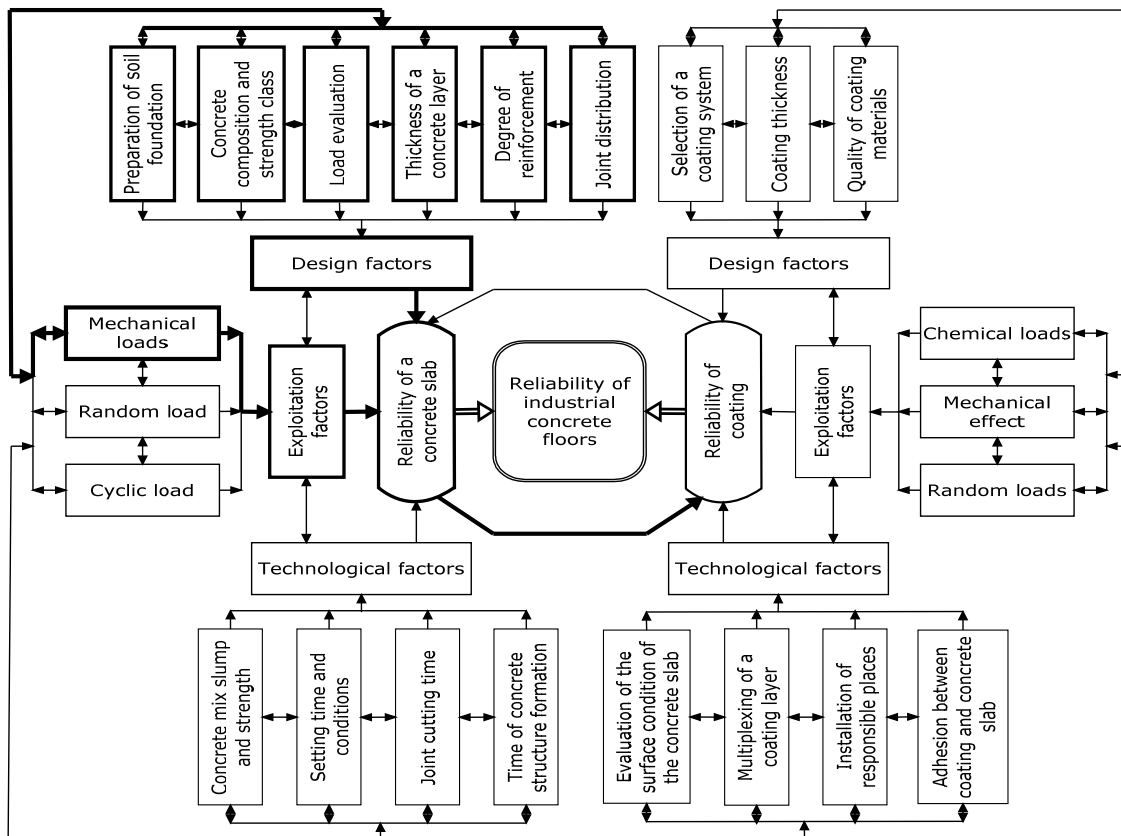 Preparation of soil
foundation
Concrete
composition and
strength class
Load evaluation
Thickness of a
concrete layer
Degree of
reinforcement
Joint distribution
Selection of a
coating system
Coating thickness
Quality of coating
materials
Design factors
Design factors
Mechanical
loads
Random load
Cyclic load
Exploitation
factors
Reliability of a
concrete slab
Reliability of
industrial
concrete
floors
Reliability of
coating
Exploitation
factors
Chemical loads
Mechanical
effect
Random loads
Technological factors
Technological factors
Concrete mix slump
and strength
Setting time and
conditions
Joint cutting time
Time of concrete
structure formation
Evaluation of the
surface condition of
the concrete slab
Multiplexing of a
coating layer
Installation of
responsible places
Adhesion between
coating and concrete
slab